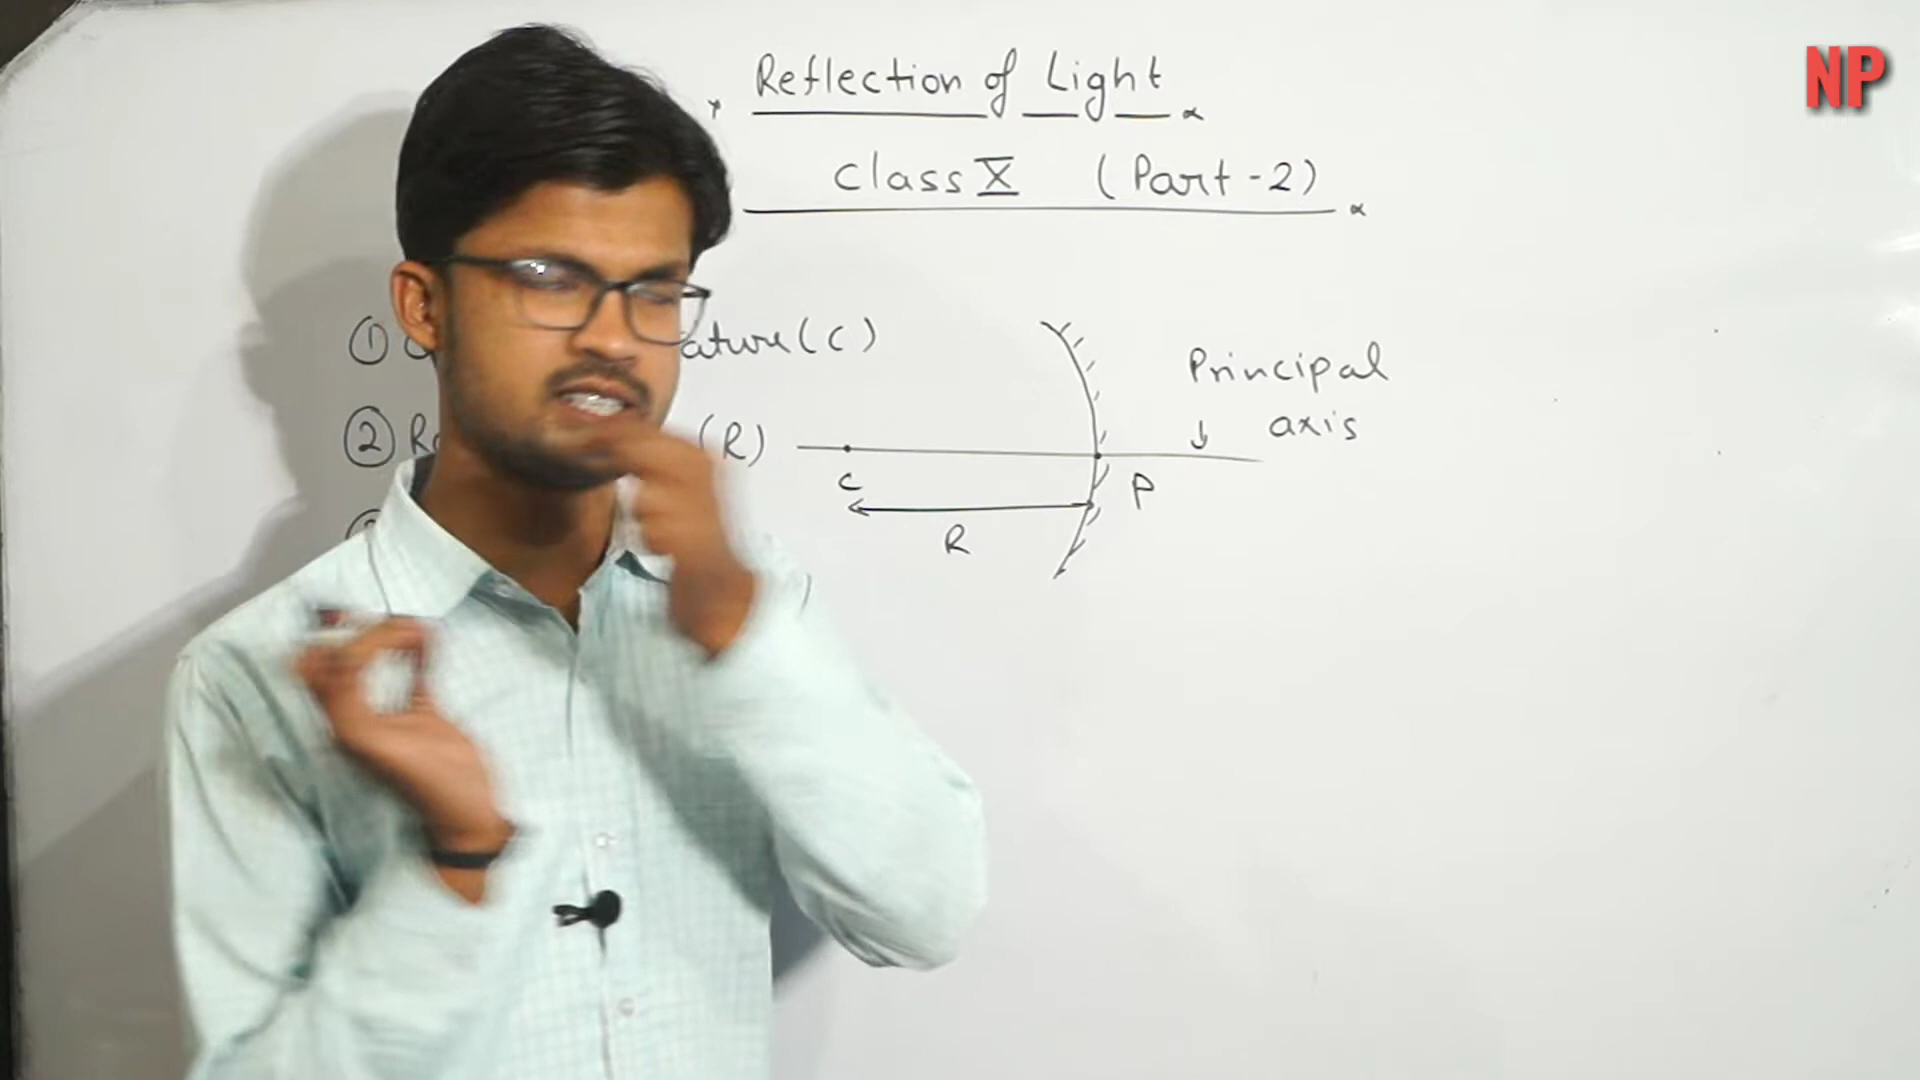 Reflection of Light
NP
Class X (Part-2)
① ature (C)
Principal
axis
② (R)
C
P
R